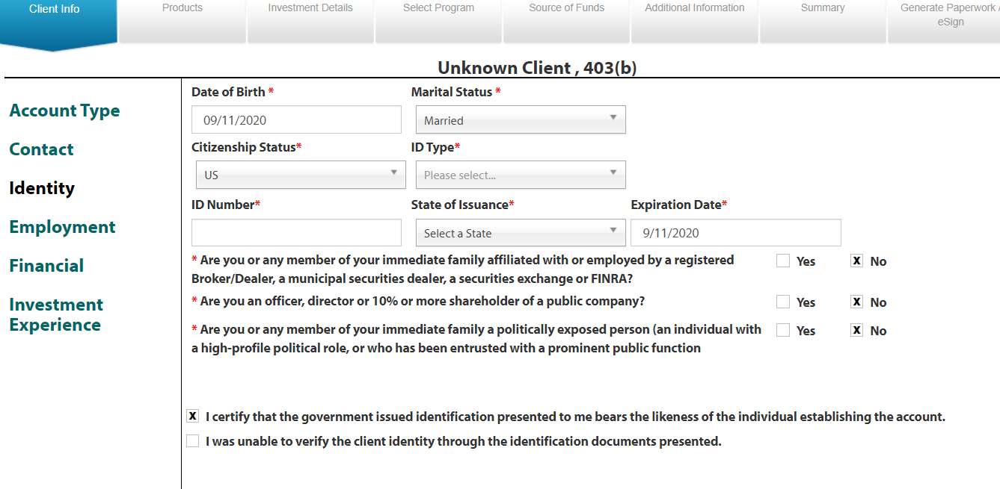 Client Info
Products
Investment Details
Select Program
Source of Funds
Additional Information
Summary
Generate Paperwork /
eSign
Unknown Client , 403(b)
Account Type
Contact
Identity
Employment
Financial
Investment
Experience
Date of Birth *
Marital Status *
09/11/2020
Married
Citizenship Status*
ID Type*
US
Please select...
ID Number*
State of Issuance*
Expiration Date*
Select a State
9/11/2020
* Are you or any member of your immediate family affiliated with or employed by a registered
Broker/Dealer, a municipal securities dealer, a securities exchange or FINRA?
Yes
X No
* Are you an officer, director or 10% or more shareholder of a public company?
Yes
X No
* Are you or any member of your immediate family a politically exposed person (an individual with
a high-profile political role, or who has been entrusted with a prominent public function
Yes
X No
X I certify that the government issued identification presented to me bears the likeness of the individual establishing the account.
I was unable to verify the client identity through the identification documents presented.